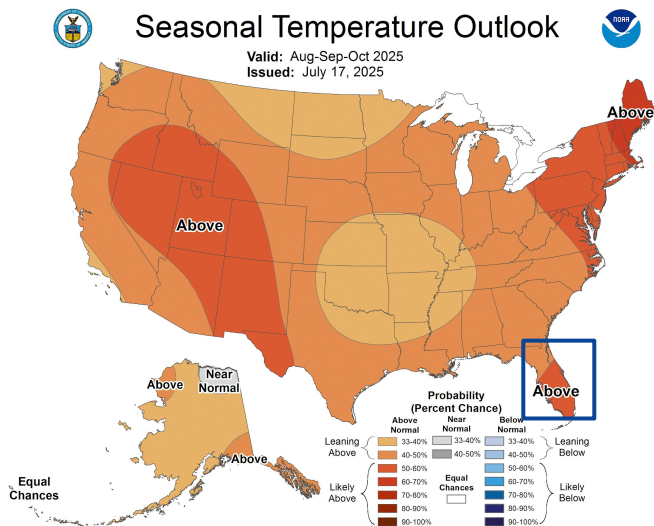 Seasonal Temperature Outlook
NOAA
Valid: Aug-Sep-Oct 2025
Issued: July 17, 2025
Above
Above
Above
Above
Near
Normal
Above
Equal
Chances
Probability
(Percent Chance)
Above
Normal
Near
Normal
Below
Normal
Leaning
Above
33-40%
33-40%
33-40%
Leaning
Below
40-50%
40-50%
40-50%
Likely
Above
50-60%
50-60%
Likely
Below
60-70%
60-70%
Equal
Chances
70-80%
70-80%
80-90%
80-90%
90-100%
90-100%